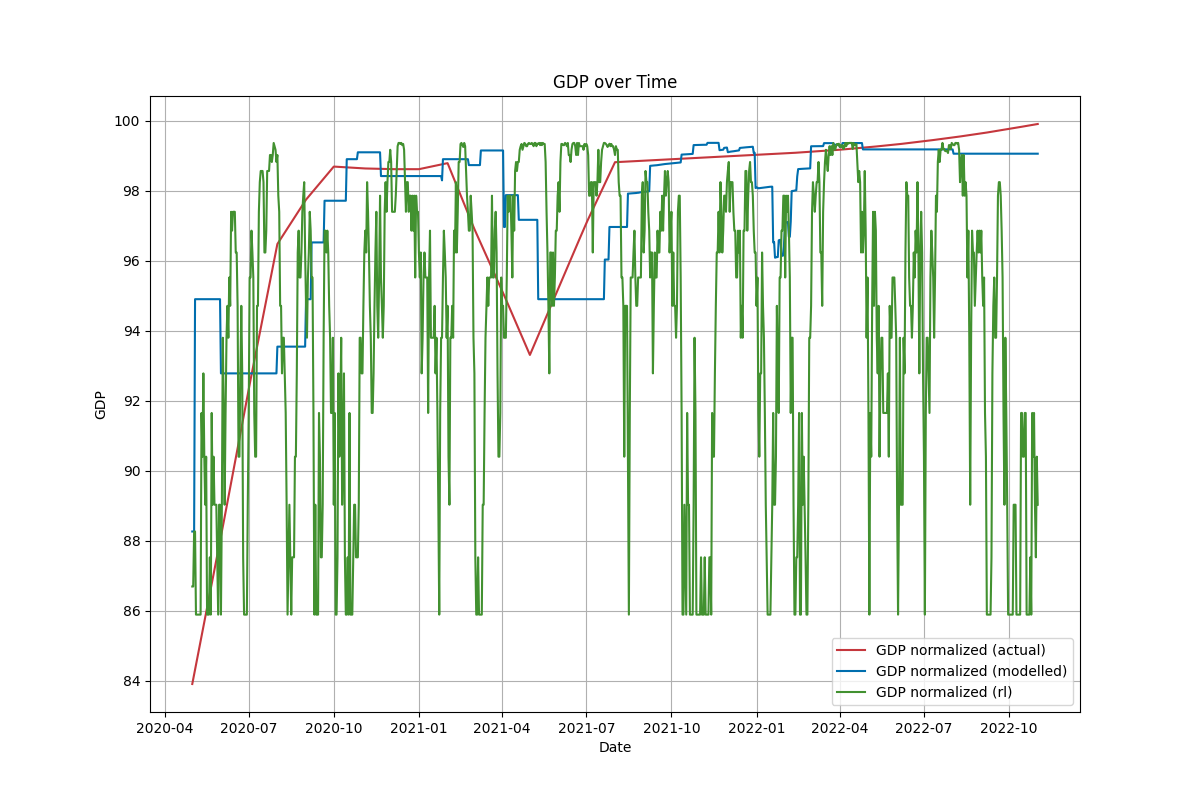 GDP over Time
100
98
96
94
92
90
88
86
84
GDP
2020-04 2020-07 2020-10 2021-01 2021-04 2021-07 2021-10 2022-01 2022-04 2022-07 2022-10
Date
GDP normalized (actual)
GDP normalized (modelled)
GDP normalized (rl)